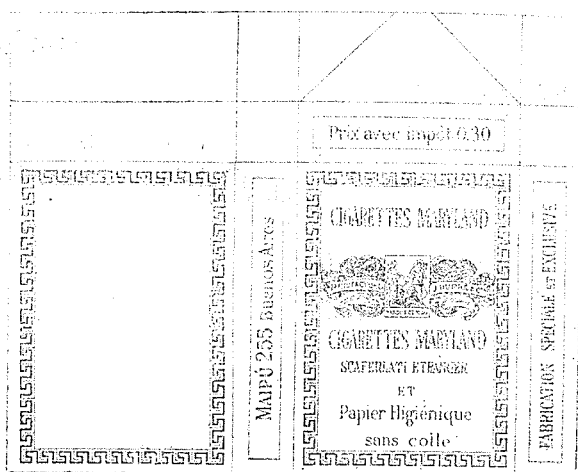 Prix avec impôt 0.30
CIGARETTES MARYLAND
CIGARETTES MARYLAND
SCAFERLATI ETRANGER
ET
Papier Higiénique
sans colle
MAIPÚ 255 Buenos Aires
FABRICATION SPECIALE ET EXCLUSIVE